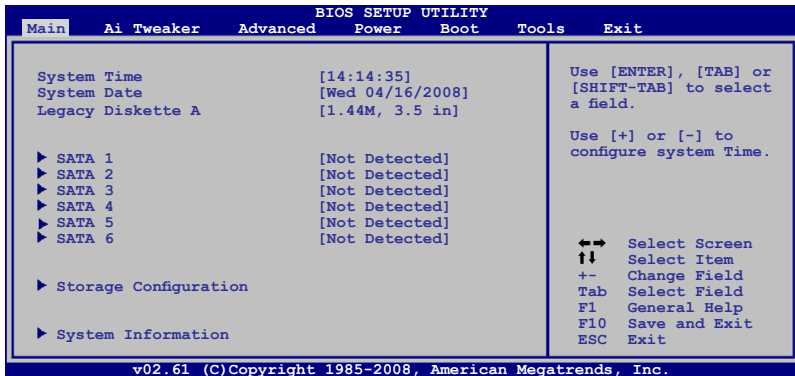 BIOS SETUP UTILITY
Main Ai Tweaker Advanced Power Boot Tools Exit
System Time [14:14:35]
System Date [Wed 04/16/2008]
Legacy Diskette A [1.44M, 3.5 in]
SATA 1 [Not Detected]
SATA 2 [Not Detected]
SATA 3 [Not Detected]
SATA 4 [Not Detected]
SATA 5 [Not Detected]
SATA 6 [Not Detected]
Storage Configuration
System Information
Use [ENTER], [TAB] or
[SHIFT-TAB] to select
a field.
Use [+] or [-] to
configure system Time.
←→ Select Screen
↑↓ Select Item
+- Change Field
Tab Select Field
F1 General Help
F10 Save and Exit
ESC Exit
v02.61 (C)Copyright 1985-2008, American Megatrends, Inc.